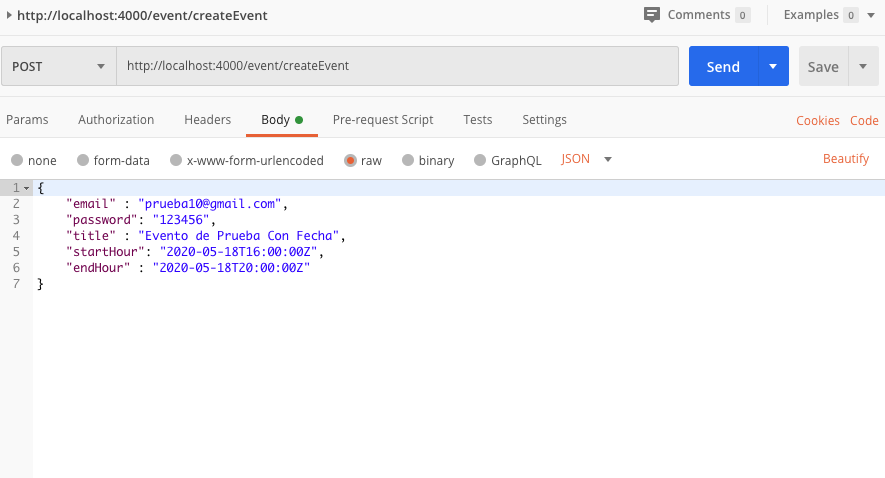 http://localhost:4000/event/createEvent Comments 0 Examples 0
POST http://localhost:4000/event/createEvent Send Save
Params Authorization Headers Body Pre-request Script Tests Settings Cookies Code
none form-data x-www-form-urlencoded raw binary GraphQL JSON Beautify
1 {
2 "email" : "prueba10@gmail.com",
3 "password": "123456",
4 "title" : "Evento de Prueba Con Fecha",
5 "startHour": "2020-05-18T16:00:00Z",
6 "endHour" : "2020-05-18T20:00:00Z"
7 }